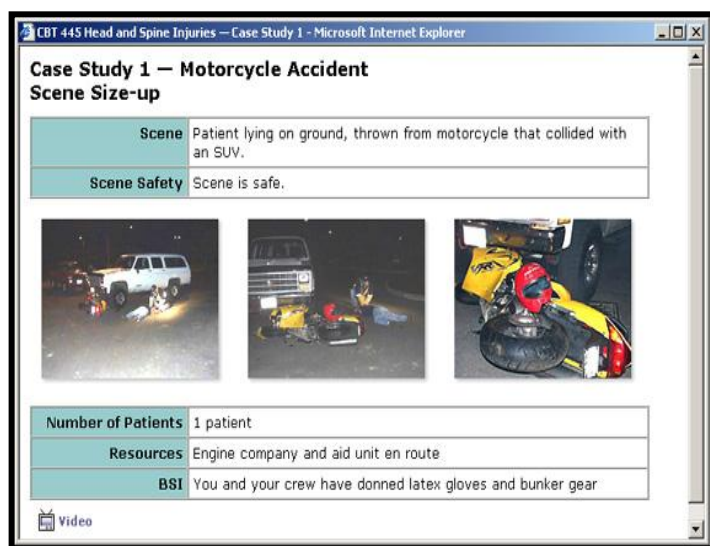 CBT 445 Head and Spine Injuries — Case Study 1 - Microsoft Internet Explorer
Case Study 1 — Motorcycle Accident
Scene Size-up
Scene Patient lying on ground, thrown from motorcycle that collided with
an SUV.
Scene Safety Scene is safe.
Number of Patients 1 patient
Resources Engine company and aid unit en route
BSI You and your crew have donned latex gloves and bunker gear
Video